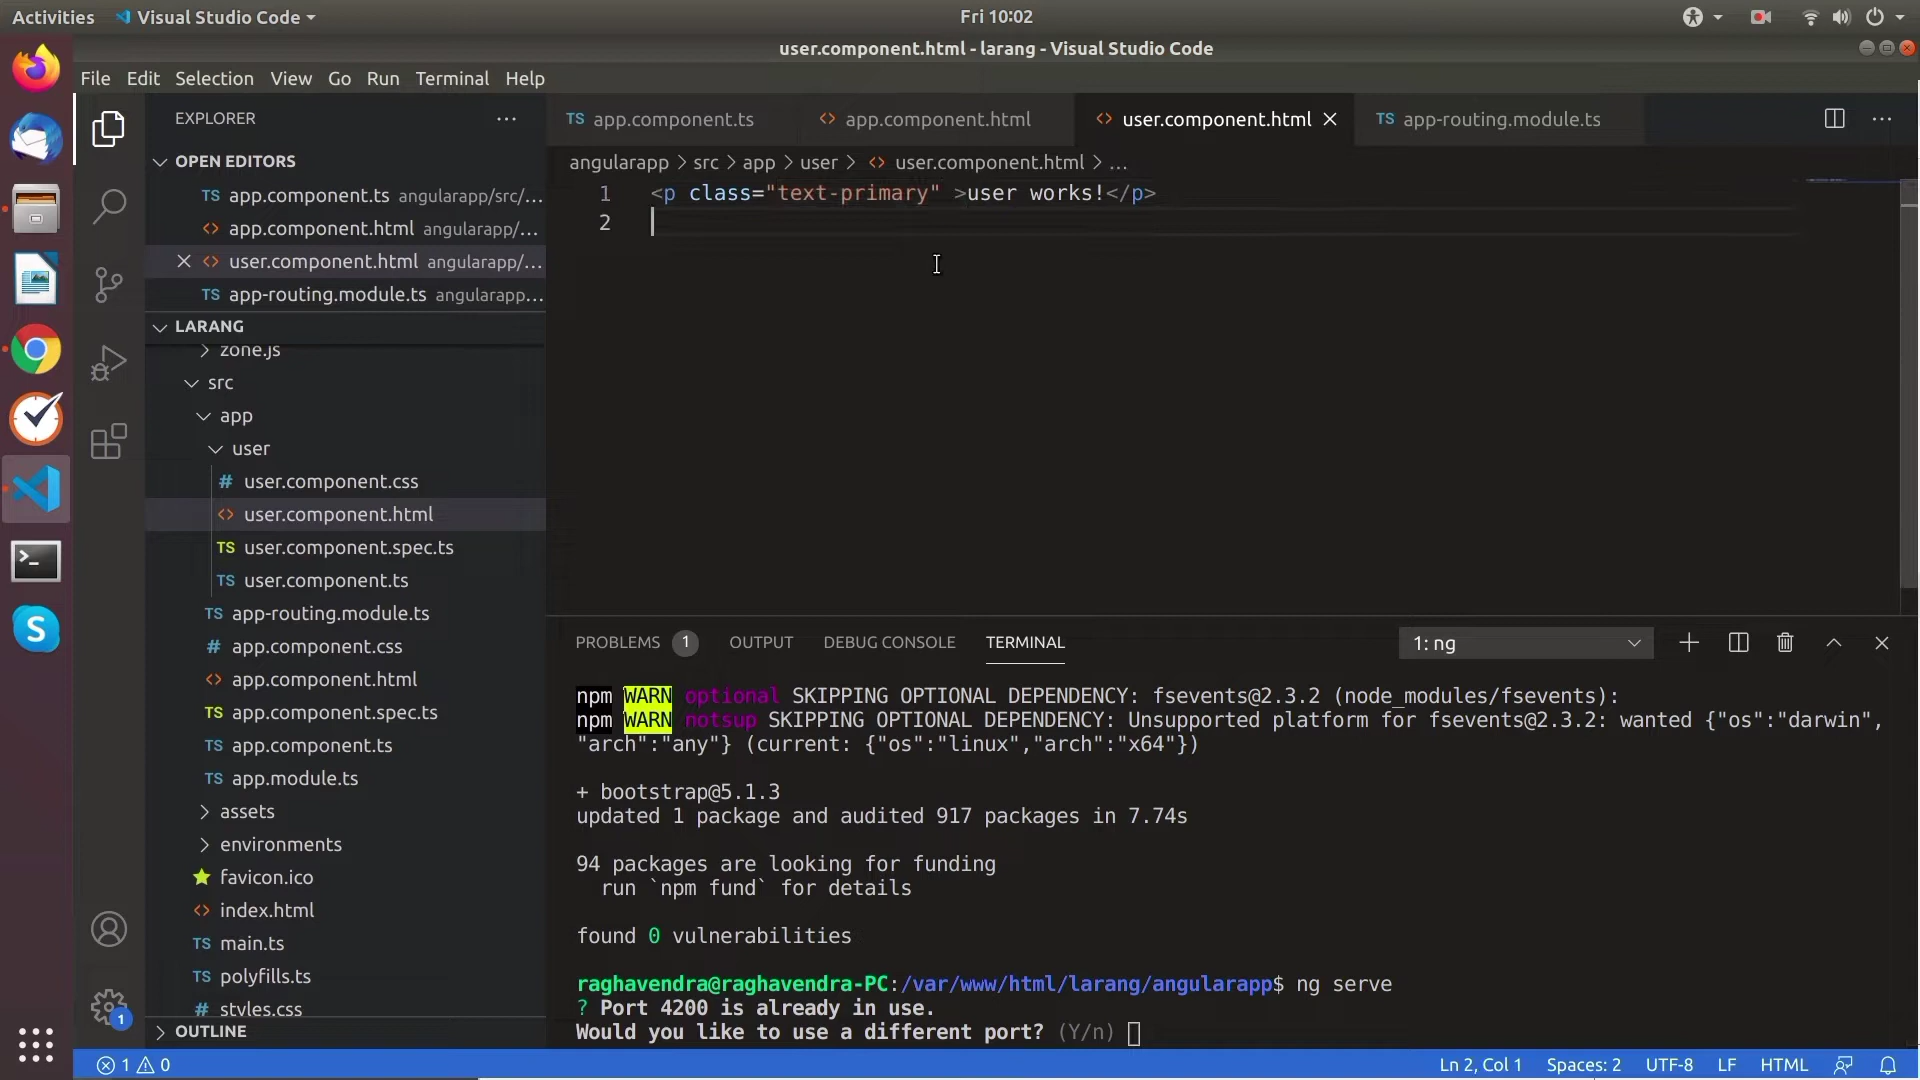 Activities
Visual Studio Code
Fri 10:02
user.component.html - larang - Visual Studio Code
File Edit Selection View Go Run Terminal Help
EXPLORER
OPEN EDITORS
TS app.component.ts angularapp/src/...
<> app.component.html angularapp/...
<> user.component.html angularapp/...
TS app-routing.module.ts angularapp...
LARANG
zone.js
src
app
user
# user.component.css
<> user.component.html
TS user.component.spec.ts
TS user.component.ts
TS app-routing.module.ts
# app.component.css
<> app.component.html
TS app.component.spec.ts
TS app.component.ts
TS app.module.ts
assets
environments
favicon.ico
<> index.html
TS main.ts
TS polyfills.ts
# styles.css
OUTLINE
1
S
TS app.component.ts
<> app.component.html
<> user.component.html
TS app-routing.module.ts
angularapp > src > app > user > <> user.component.html > ...
1 <p class="text-primary" >user works!</p>
2
PROBLEMS 1 OUTPUT DEBUG CONSOLE TERMINAL
1: ng
npm WARN optional SKIPPING OPTIONAL DEPENDENCY: fsevents@2.3.2 (node_modules/fsevents):
npm WARN notsup SKIPPING OPTIONAL DEPENDENCY: Unsupported platform for fsevents@2.3.2: wanted {"os":"darwin",
"arch":"any"} (current: {"os":"linux","arch":"x64"})
+ bootstrap@5.1.3
updated 1 package and audited 917 packages in 7.74s
94 packages are looking for funding
run `npm fund` for details
found 0 vulnerabilities
raghavendra@raghavendra-PC:/var/www/html/larang/angularapp$ ng serve
? Port 4200 is already in use.
Would you like to use a different port? (Y/n)
1 0
Ln 2, Col 1 Spaces: 2 UTF-8 LF HTML